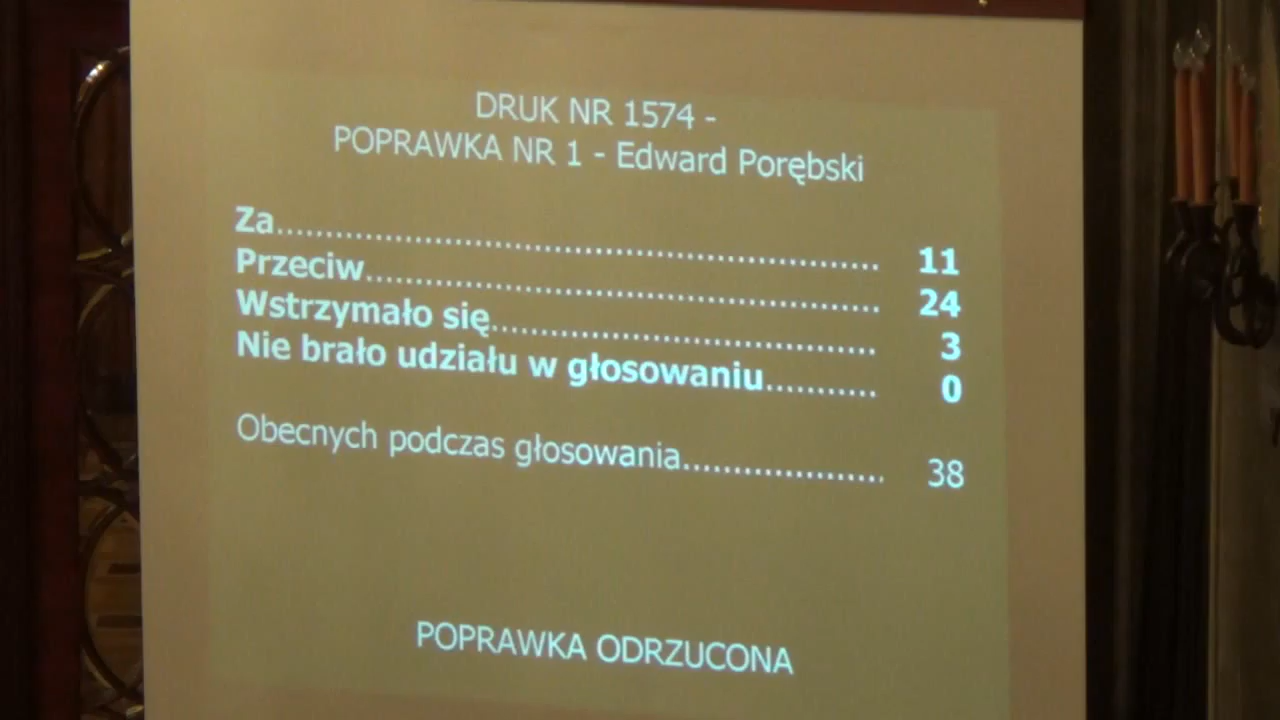 DRUK NR 1574 -
POPRAWKA NR 1 - Edward Porębski
Za.................................................... 11
Przeciw............................................ 24
Wstrzymało się................................. 3
Nie brało udziału w głosowaniu........... 0
Obecnych podczas głosowania.................. 38
POPRAWKA ODRZUCONA